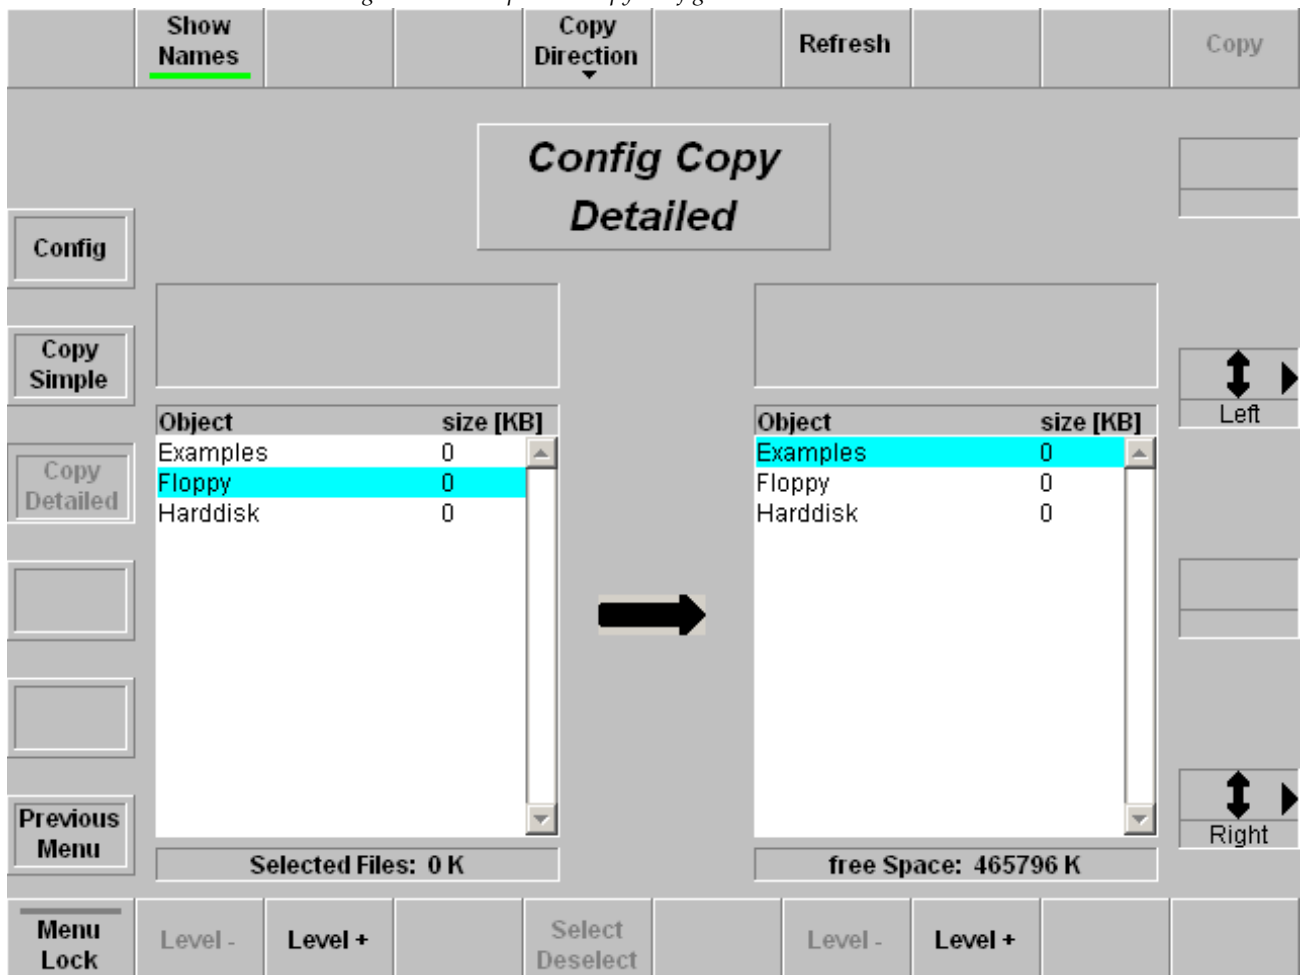 Show
Names
Copy
Direction
Refresh
Copy
Config Copy
Detailed
Config
Copy
Simple
Copy
Detailed
Previous
Menu
Object size [KB]
Examples 0
Floppy 0
Harddisk 0
Selected Files: 0 K
Object size [KB]
Examples 0
Floppy 0
Harddisk 0
free Space: 465796 K
Left
Right
Menu
Lock
Level -
Level +
Select
Deselect
Level -
Level +